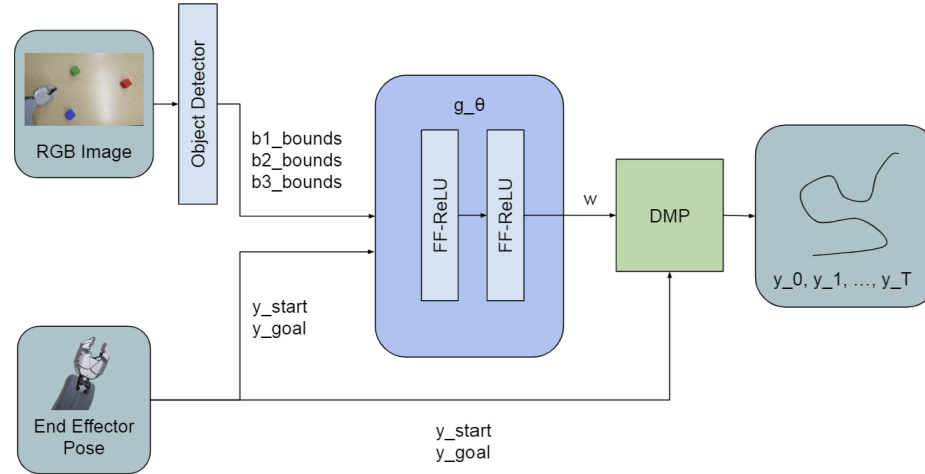 RGB Image
Object Detector
b1_bounds
b2_bounds
b3_bounds
g_θ
FF-ReLU
FF-ReLU
w
DMP
y_0, y_1, ..., y_T
y_start
y_goal
End Effector
Pose
y_start
y_goal